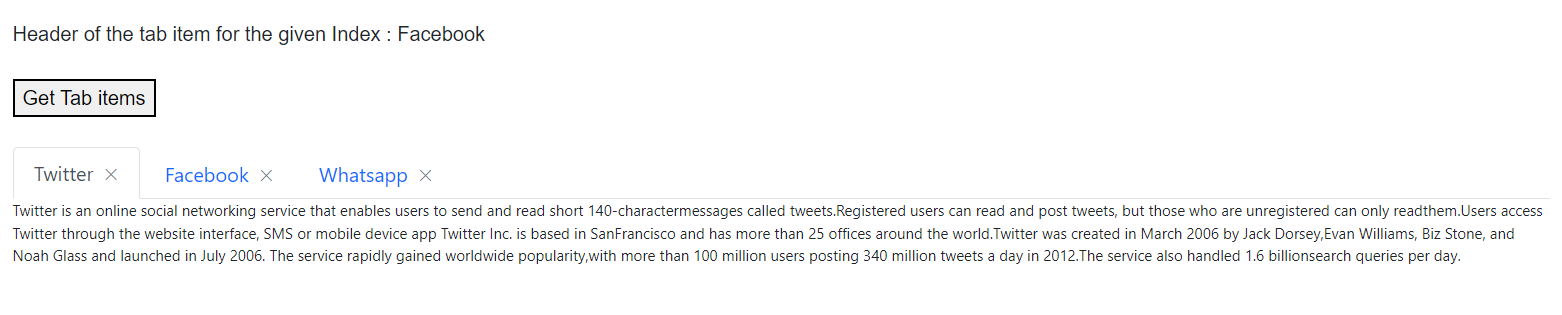 Header of the tab item for the given Index : Facebook
Get Tab items
Twitter Facebook Whatsapp
Twitter is an online social networking service that enables users to send and read short 140-charactermessages called tweets.Registered users can read and post tweets, but those who are unregistered can only readthem.Users access
Twitter through the website interface, SMS or mobile device app Twitter Inc. is based in SanFrancisco and has more than 25 offices around the world.Twitter was created in March 2006 by Jack Dorsey,Evan Williams, Biz Stone, and
Noah Glass and launched in July 2006. The service rapidly gained worldwide popularity,with more than 100 million users posting 340 million tweets a day in 2012.The service also handled 1.6 billionsearch queries per day.